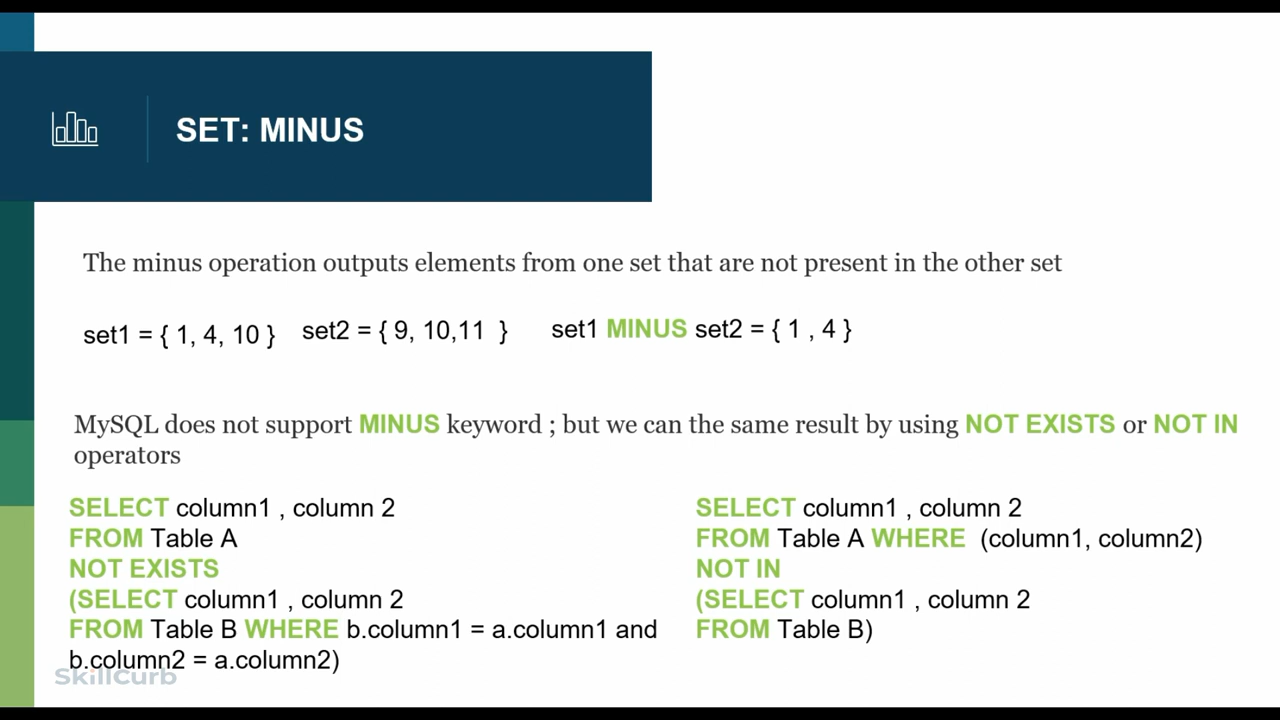 SET: MINUS
The minus operation outputs elements from one set that are not present in the other set
set1 = { 1, 4, 10 } set2 = { 9, 10,11 } set1 MINUS set2 = { 1 , 4 }
MySQL does not support MINUS keyword ; but we can the same result by using NOT EXISTS or NOT IN
operators
SELECT column1 , column 2
FROM Table A
NOT EXISTS
(SELECT column1 , column 2
FROM Table B WHERE b.column1 = a.column1 and
b.column2 = a.column2)
SELECT column1 , column 2
FROM Table A WHERE (column1, column2)
NOT IN
(SELECT column1 , column 2
FROM Table B)
SkillCurb